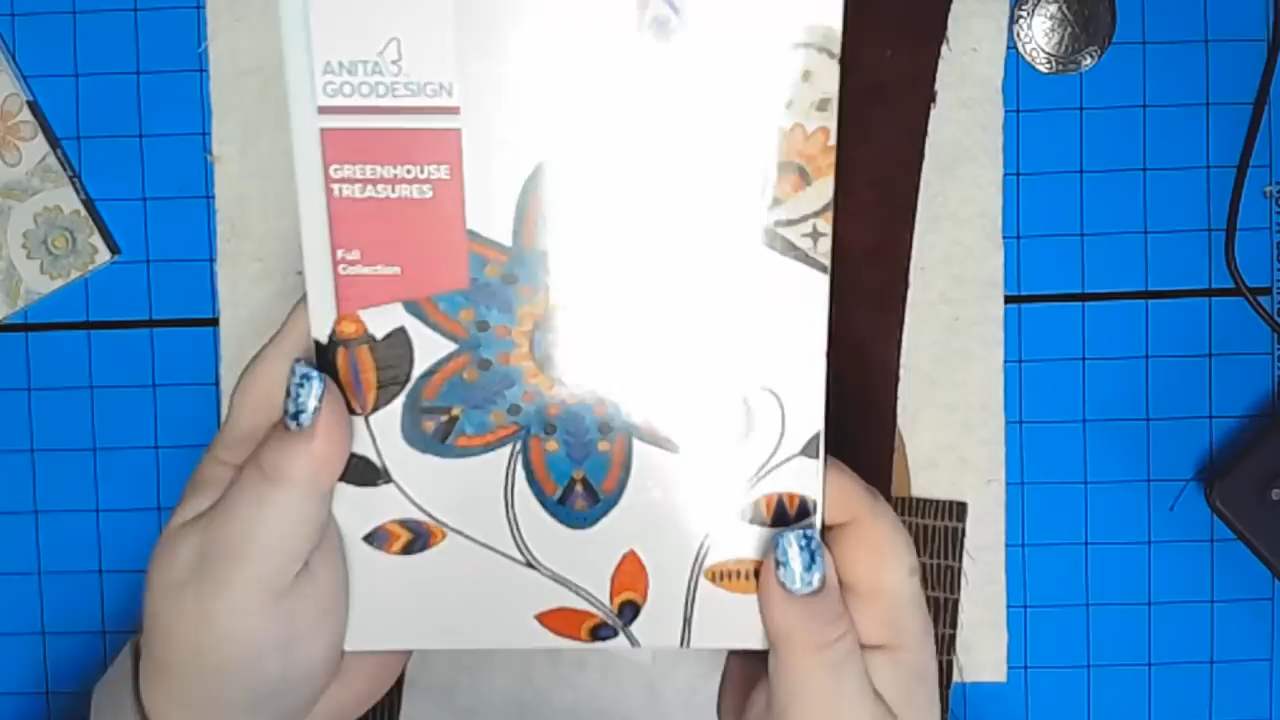 ANITA
GOODESIGN
GREENHOUSE
TREASURES
Full
Collection